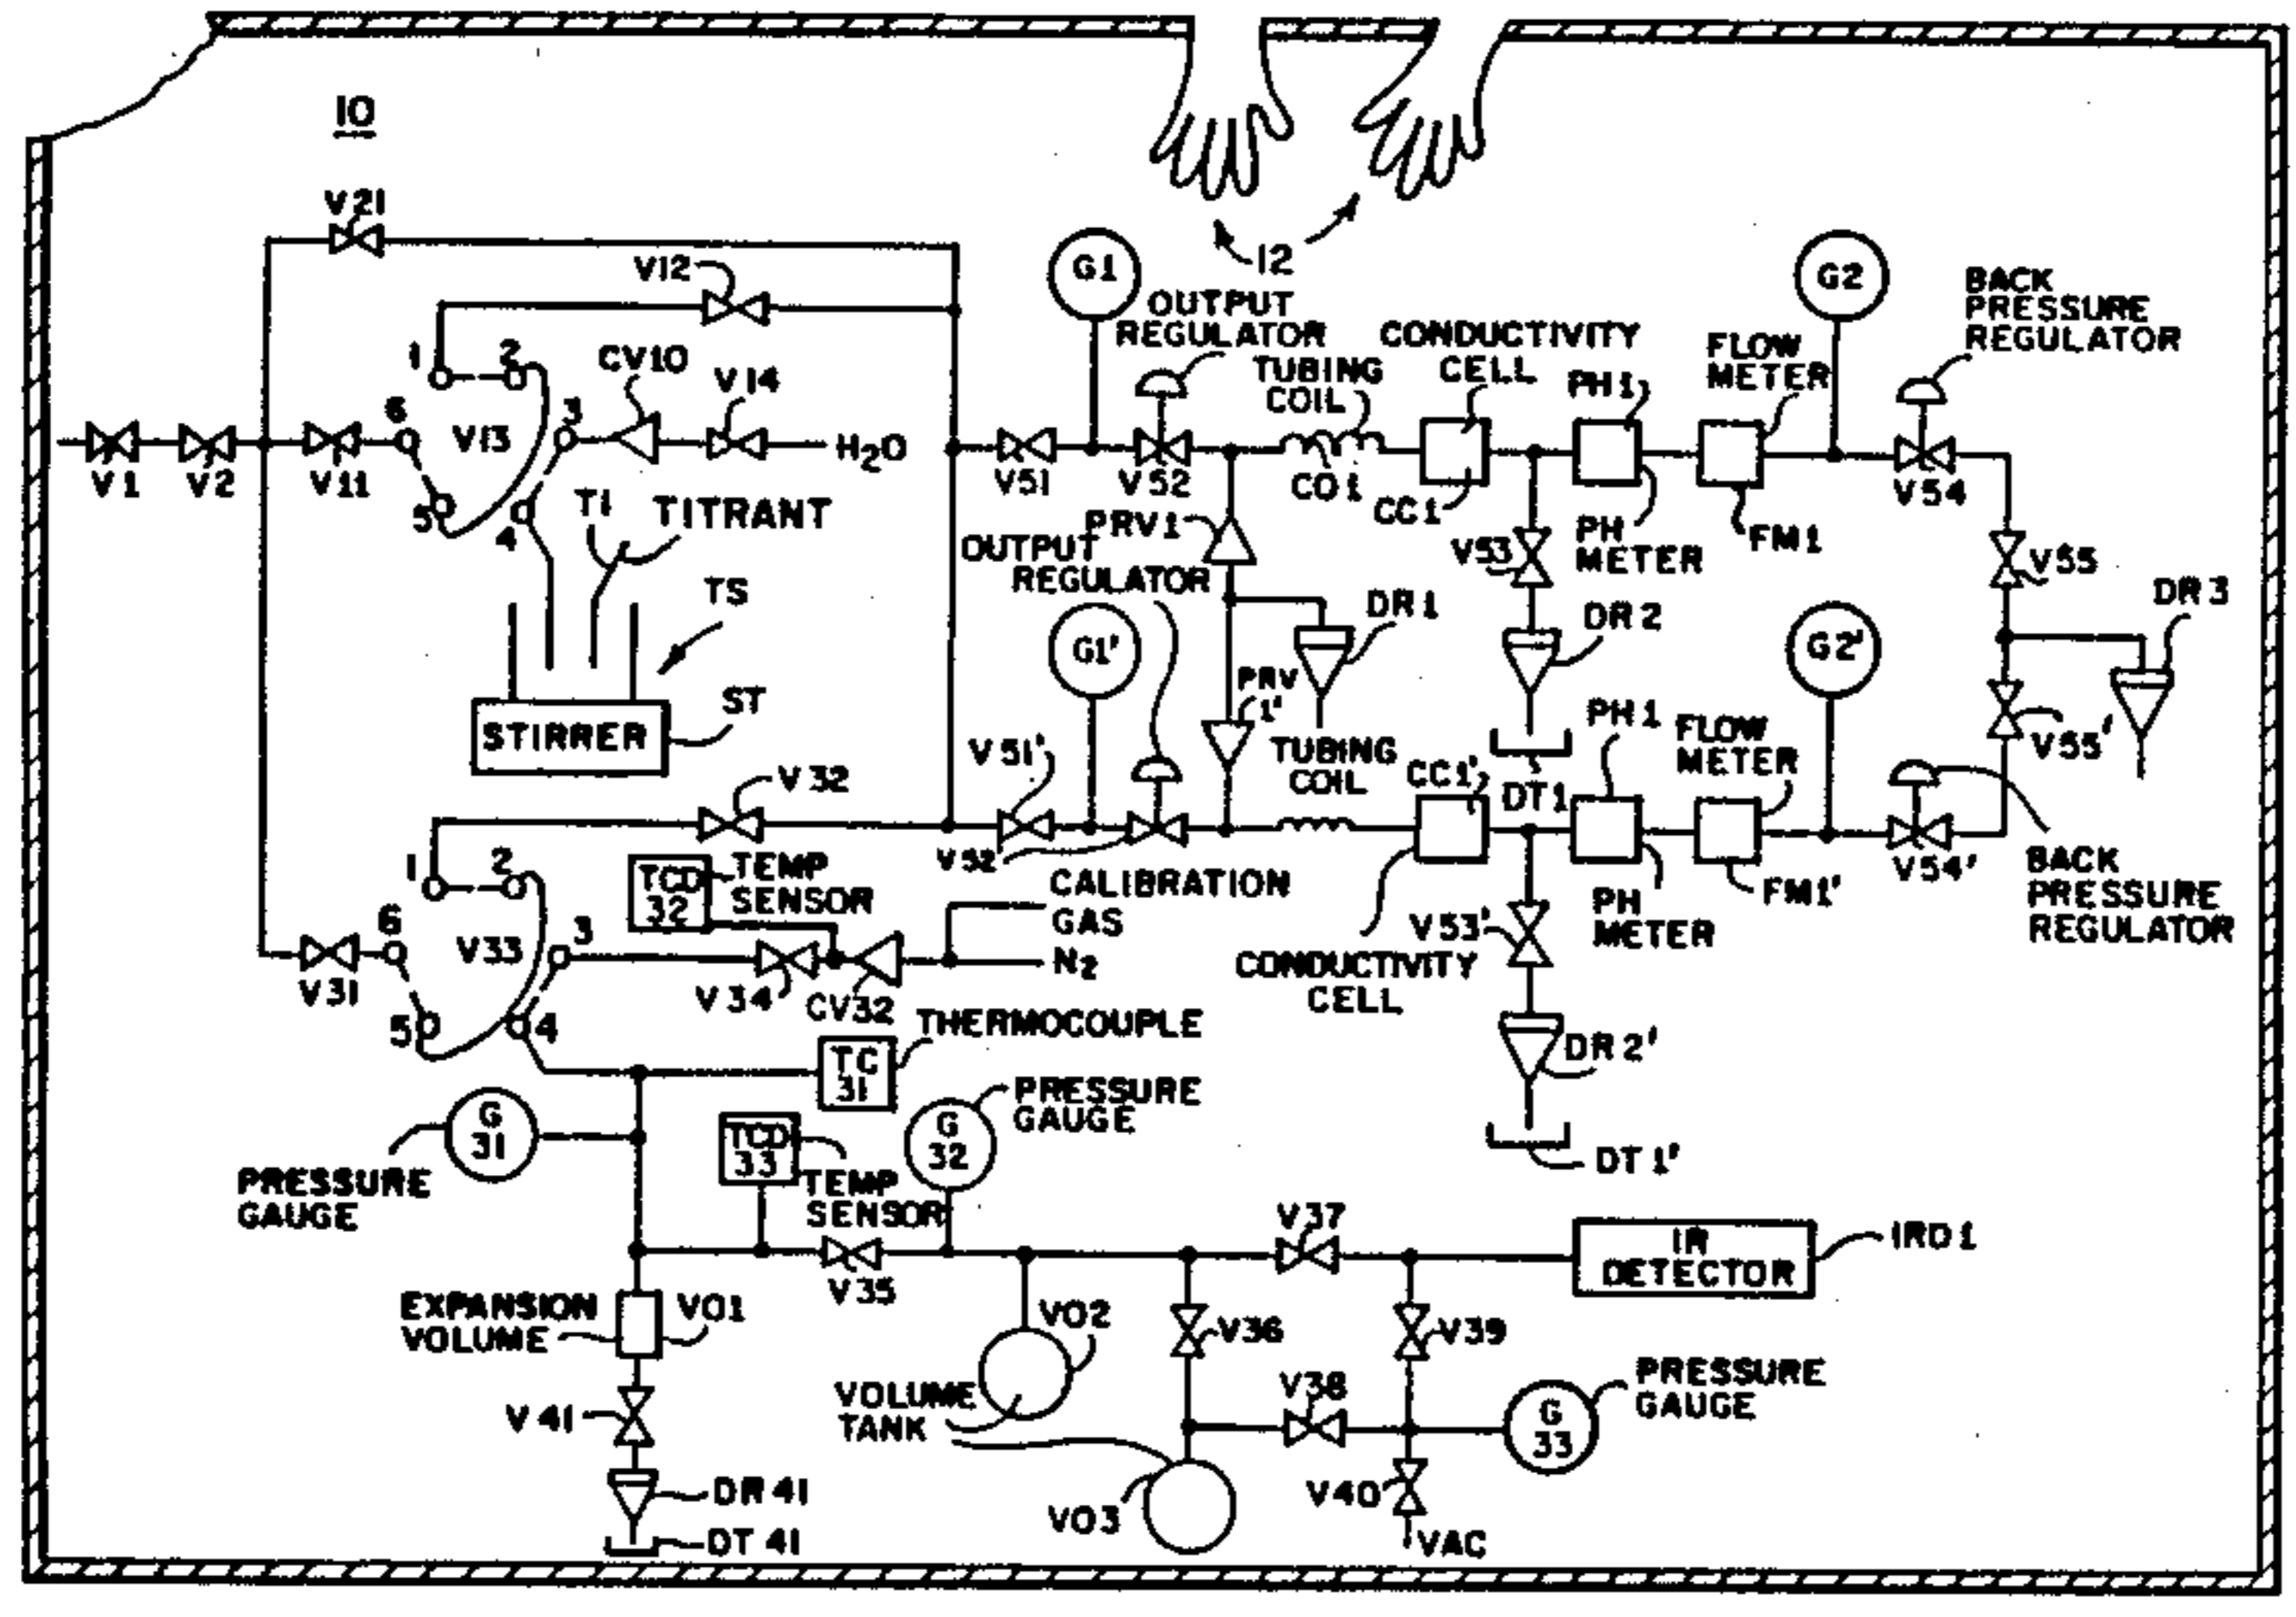 10
12
V21
V12
G1
G2
OUTPUT
REGULATOR
BACK
PRESSURE
REGULATOR
CONDUCTIVITY
CELL
FLOW
METER
TUBING
COIL
PH1
1
2
CV10
V14
6
V13
3
H2O
V1
V2
V11
5
4
T1
TITRANT
V51
V52
CO1
CC1
PH
METER
FM1
V54
PRV1
V53
V55
OUTPUT
REGULATOR
TS
DR1
DR2
DR3
G1'
G2'
PRV
1'
ST
STIRRER
V51'
TUBING
COIL
CC1'
DT1
PH1
FLOW
METER
V55'
V32
1
2
TCD
32
TEMP
SENSOR
V52
CALIBRATION
GAS
N2
6
V33
3
V31
V34
CV32
5
4
V53'
CONDUCTIVITY
CELL
PH
METER
FM1'
V54'
BACK
PRESSURE
REGULATOR
THERMOCOUPLE
TC
31
DR2'
DT1'
G
31
PRESSURE
GAUGE
TCD
33
TEMP
SENSOR
G
32
PRESSURE
GAUGE
V35
V37
IR
DETECTOR
IRD1
EXPANSION
VOLUME
VO1
VO2
V36
V39
VOLUME
TANK
V38
G
33
PRESSURE
GAUGE
V41
VO3
V40
VAC
DR41
DT41